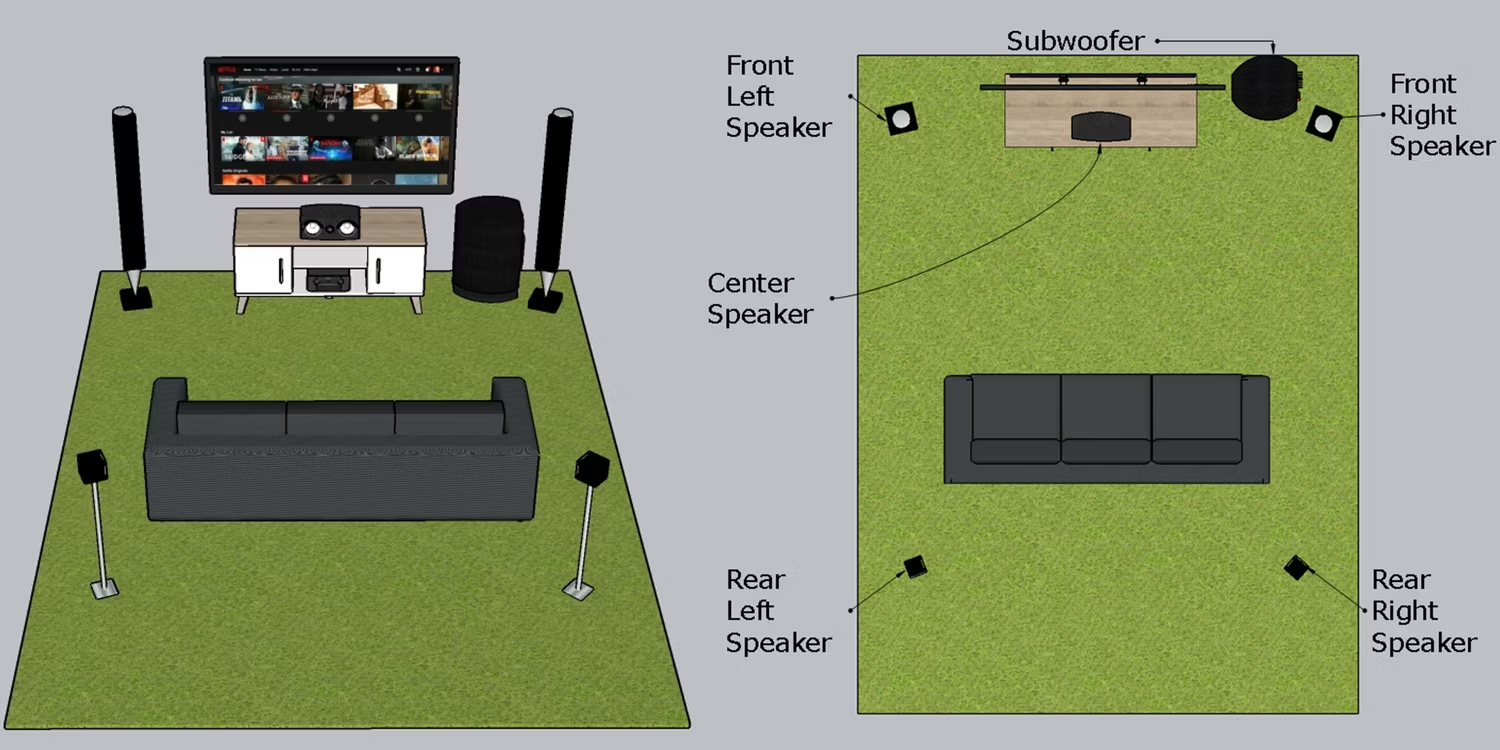 NETFLIX
Subwoofer
Front
Left
Speaker
Front
Right
Speaker
Center
Speaker
Rear
Left
Speaker
Rear
Right
Speaker